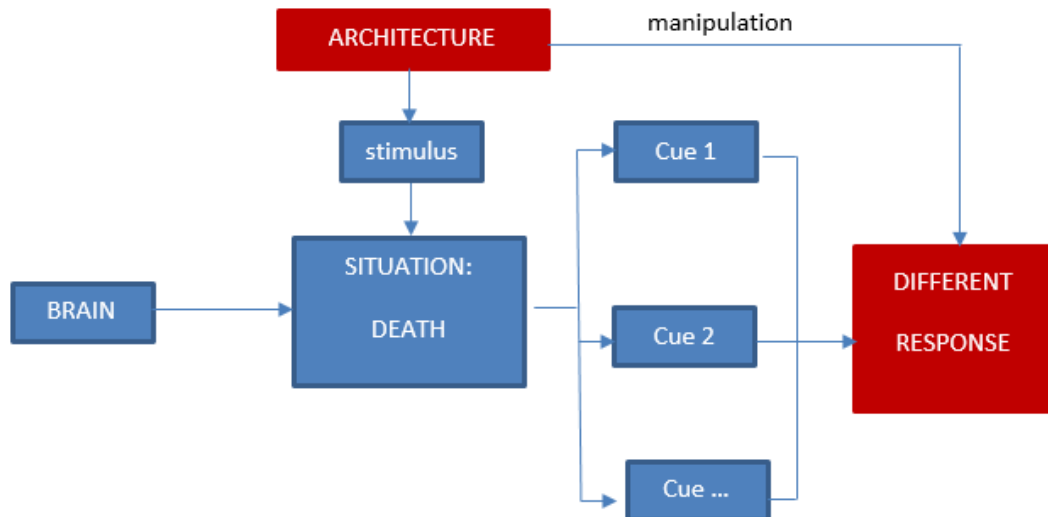 ARCHITECTURE
manipulation
stimulus
Cue 1
SITUATION:
DEATH
DIFFERENT
RESPONSE
BRAIN
Cue 2
Cue ...